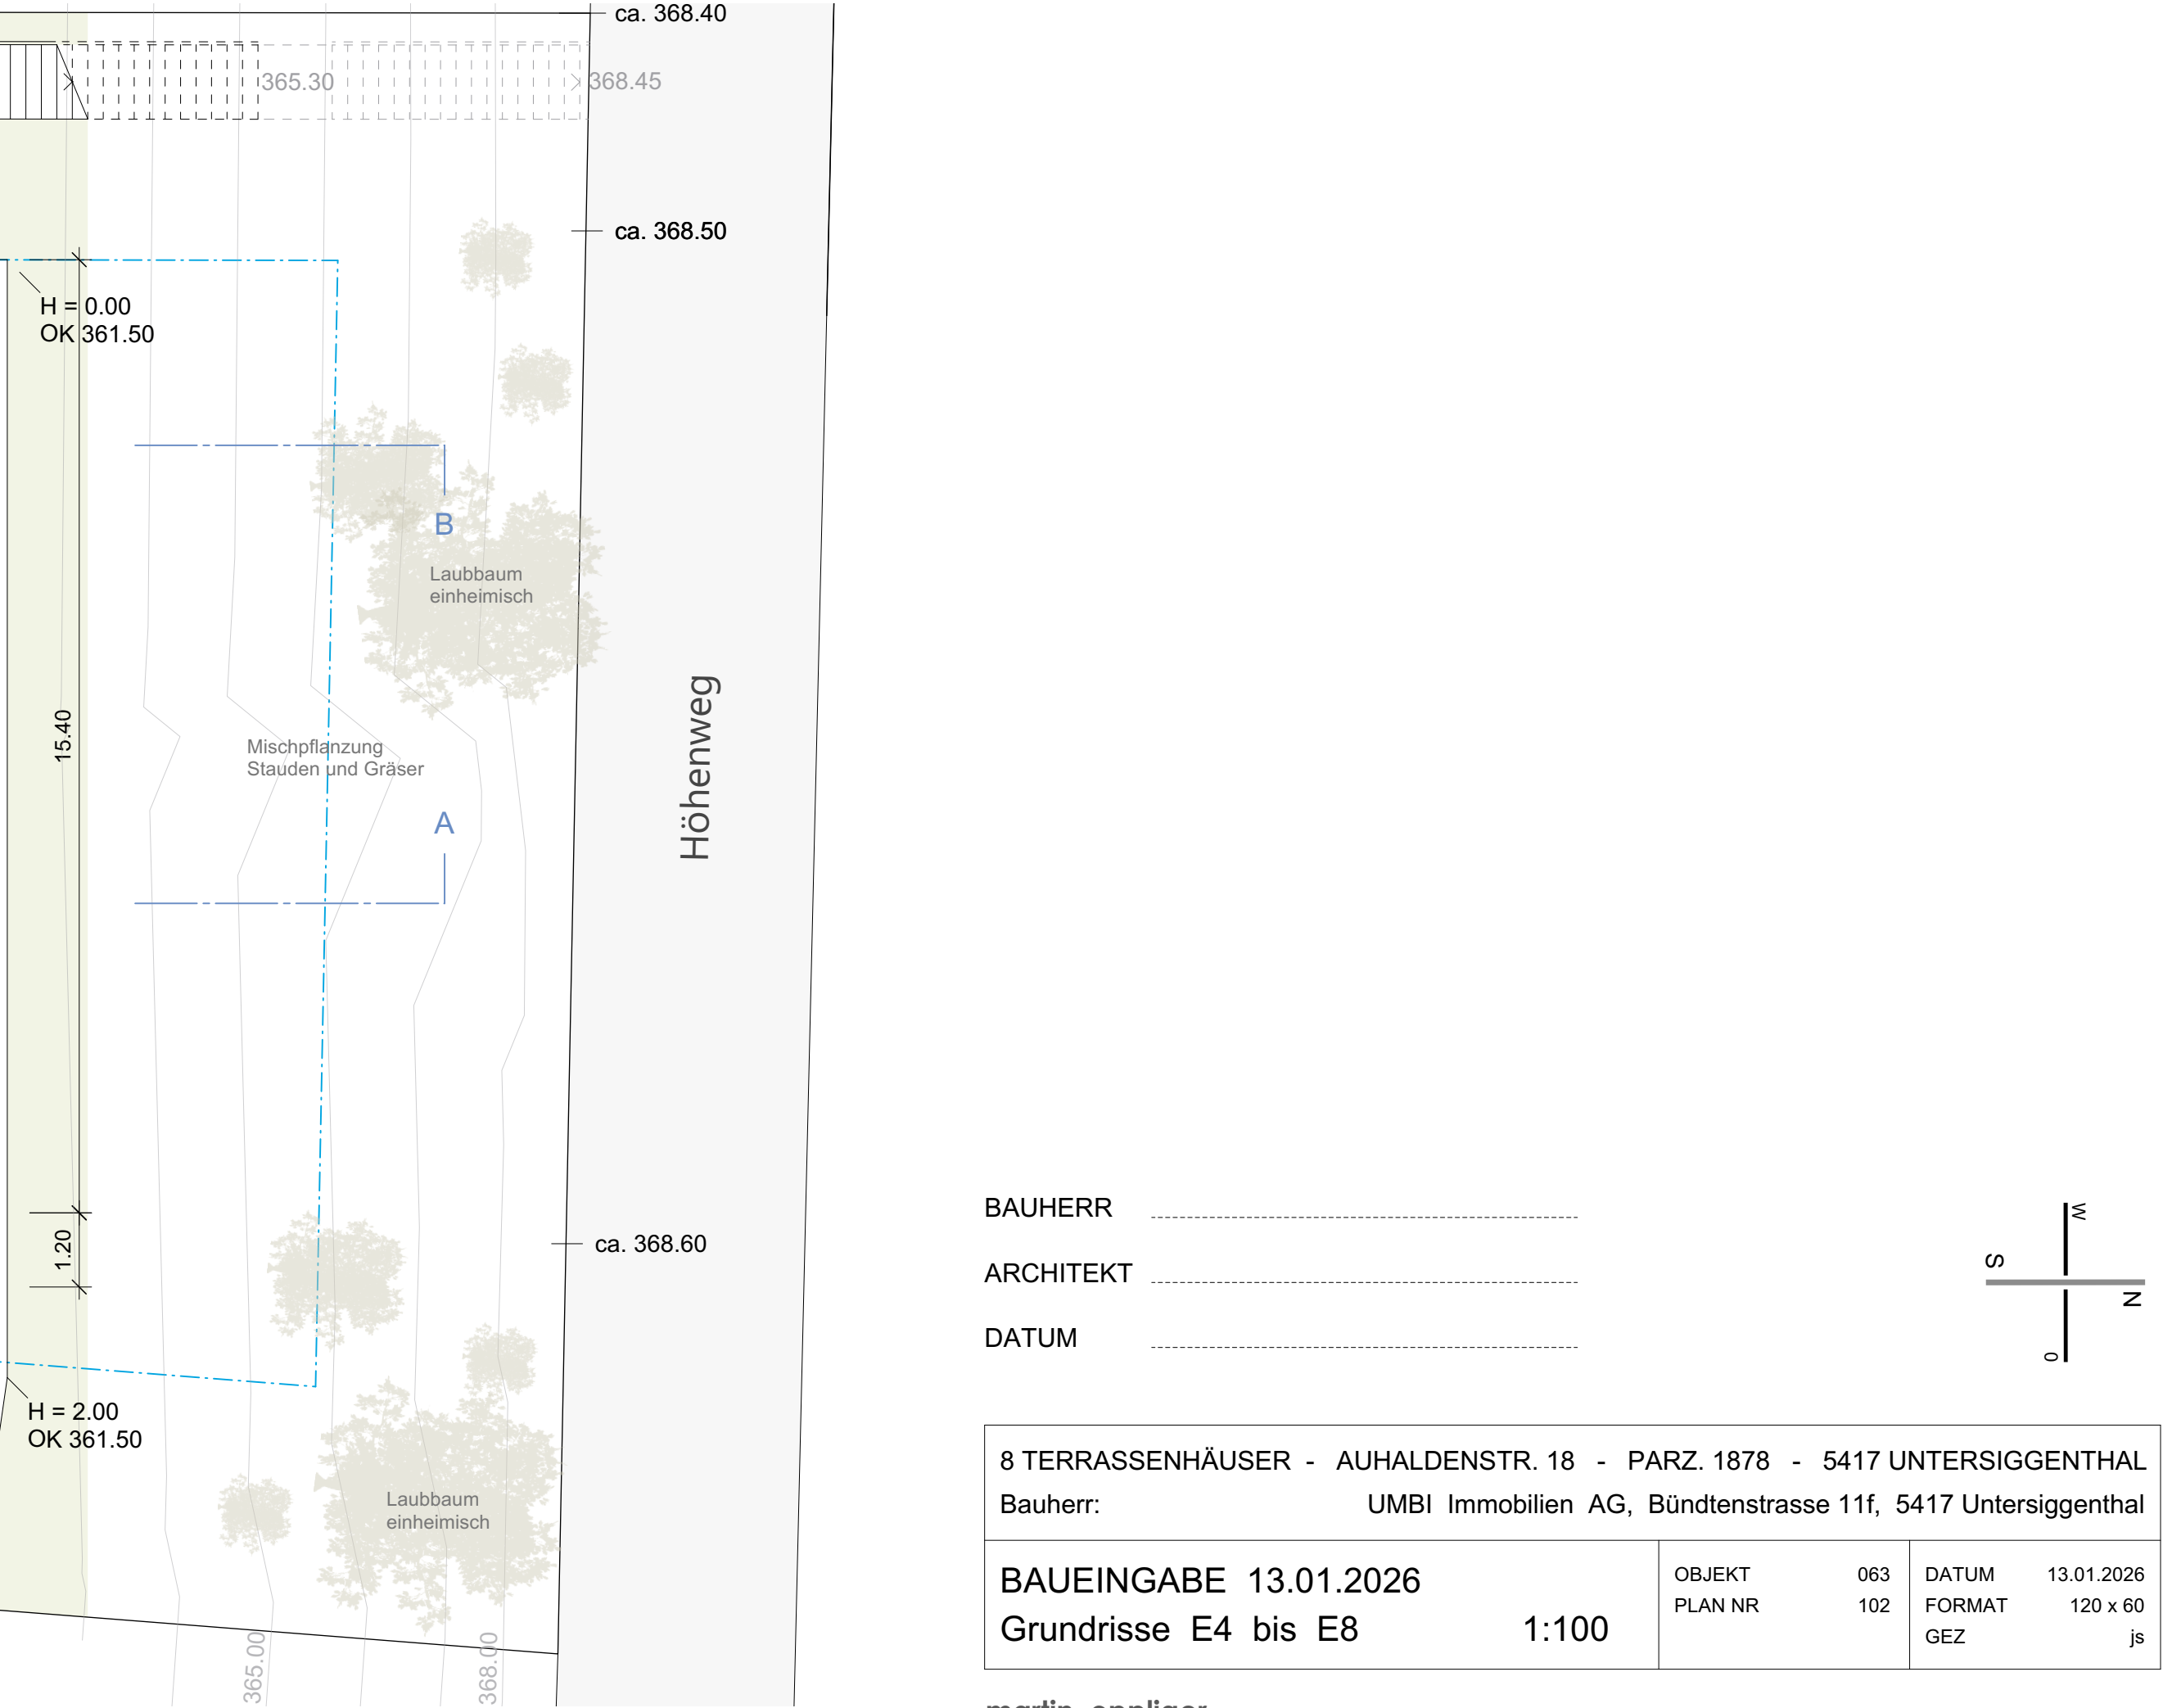 ca. 368.40
365.30
368.45
ca. 368.50
H = 0.00
OK 361.50
B
Laubbaum
einheimisch
15.40
Mischpflanzung
Stauden und Gräser
Höhenweg
A
1.20
ca. 368.60
H = 2.00
OK 361.50
Laubbaum
einheimisch
365.00
368.00
BAUHERR
ARCHITEKT
DATUM
W
S
N
O
8 TERRASSENHÄUSER - AUHALDENSTR. 18 - PARZ. 1878 - 5417 UNTERSIGGENTHAL
Bauherr: UMBI Immobilien AG, Bündtenstrasse 11f, 5417 Untersiggenthal
BAUEINGABE 13.01.2026
Grundrisse E4 bis E8 1:100
OBJEKT 063
PLAN NR 102
DATUM 13.01.2026
FORMAT 120 x 60
GEZ js